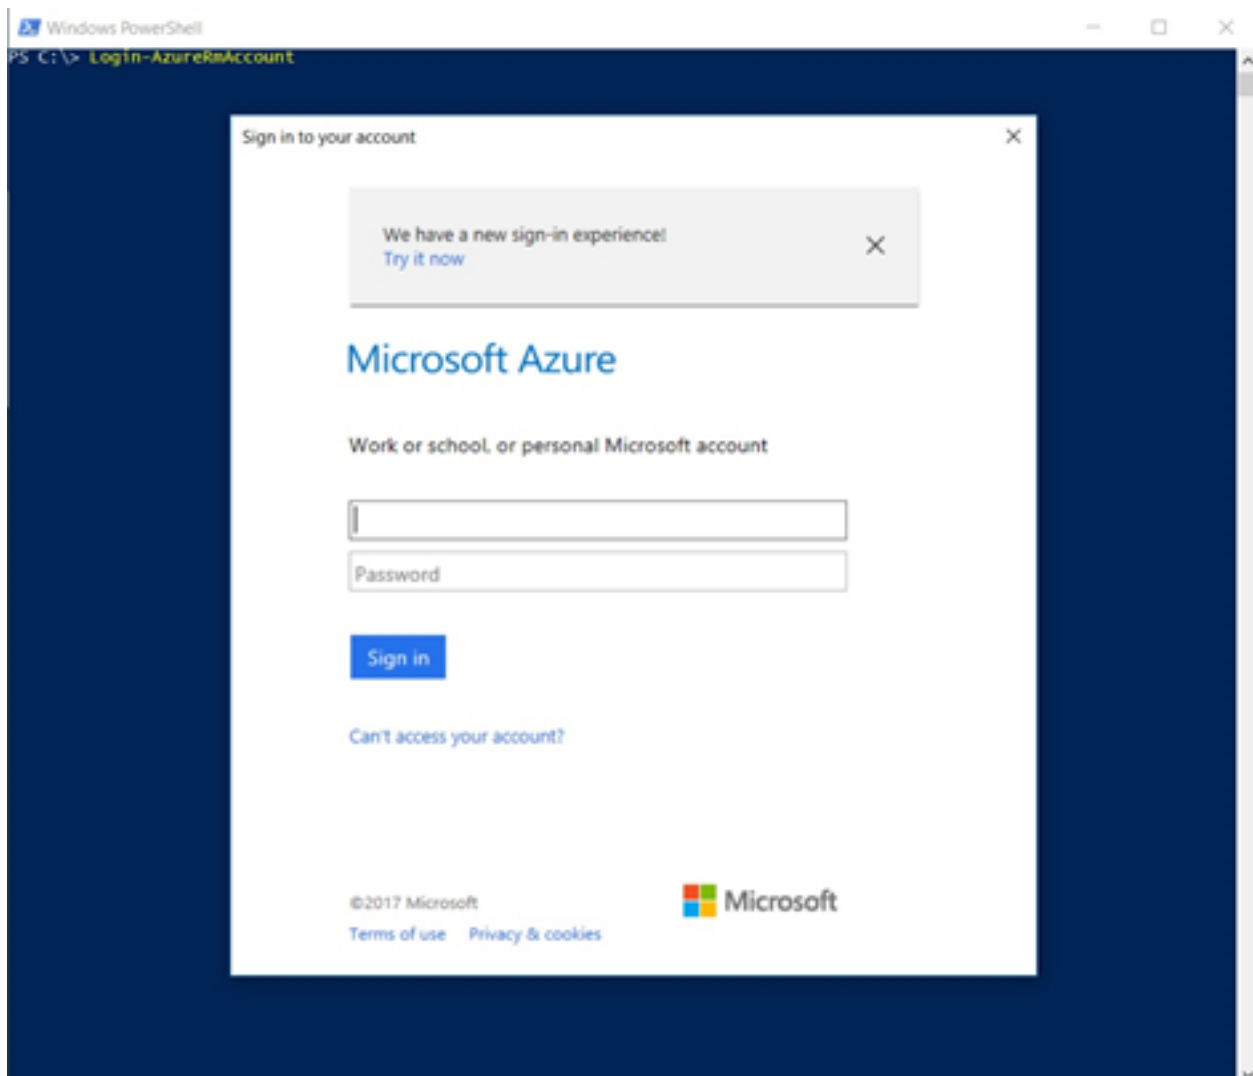 Windows PowerShell
PS C:\> Login-AzureRmAccount
Sign in to your account
We have a new sign-in experience!
Try it now
Microsoft Azure
Work or school, or personal Microsoft account
Password
Sign in
Can't access your account?
©2017 Microsoft
Microsoft
Terms of use Privacy & cookies